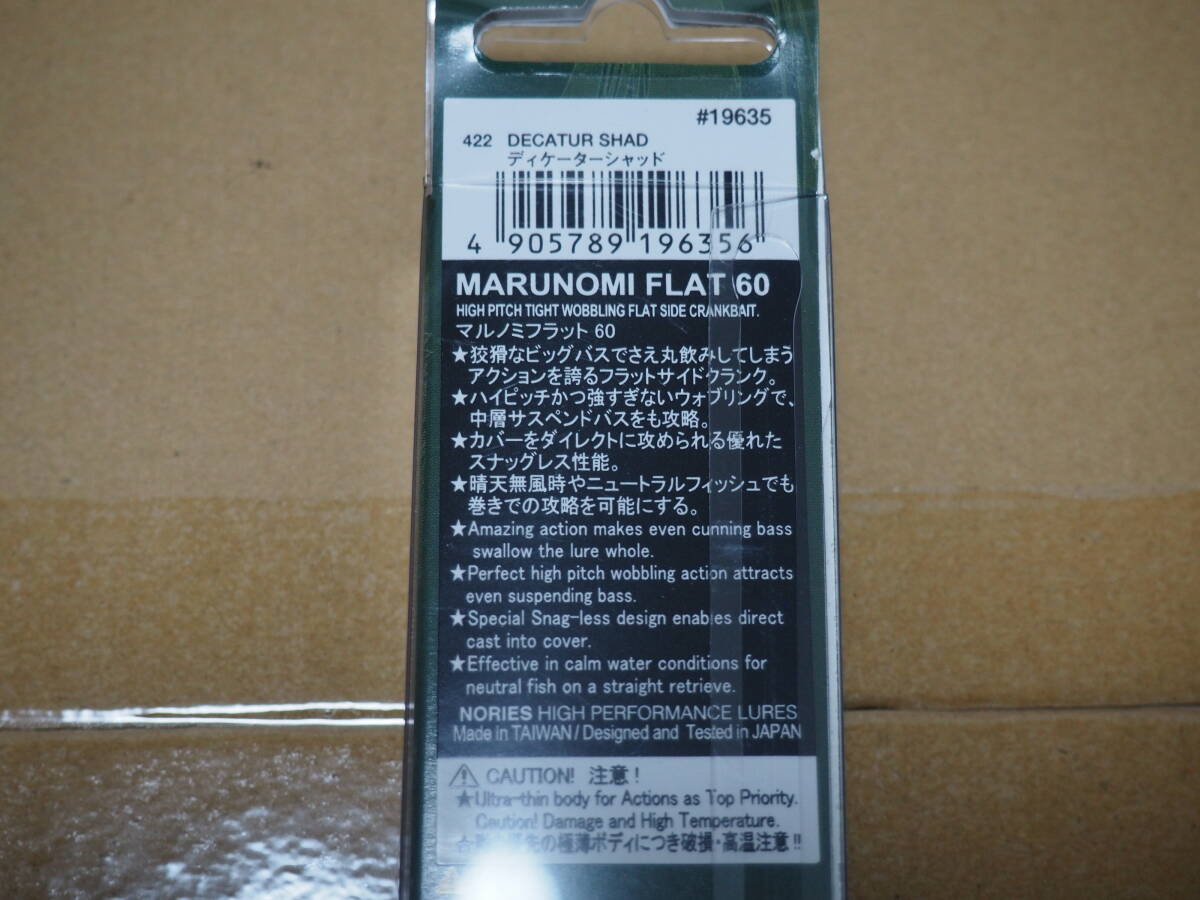 #19635
422 DECATUR SHAD
ディケーターシャッド
4 905789 196356
MARUNOMI FLAT 60
HIGH PITCH TIGHT WOBBLING FLAT SIDE CRANKBAIT.
マルノミフラット 60
★狡猾なビッグバスでさえ丸飲みしてしまう
アクションを誇るフラットサイドクランク。
★ハイピッチかつ強すぎないウォブリングで、
中層サスペンドバスをも攻略。
★カバーをダイレクトに攻められる優れた
スナッグレス性能。
★晴天無風時やニュートラルフィッシュでも
巻きでの攻略を可能にする。
★Amazing action makes even cunning bass
swallow the lure whole.
★Perfect high pitch wobbling action attracts
even suspending bass.
★Special Snag-less design enables direct
cast into cover.
★Effective in calm water conditions for
neutral fish on a straight retrieve.
NORIES HIGH PERFORMANCE LURES
Made in TAIWAN / Designed and Tested in JAPAN
CAUTION! 注意!
★Ultra-thin body for Actions as Top Priority.
Caution! Damage and High Temperature.
の極薄ボディにつき破損・高温注意!!